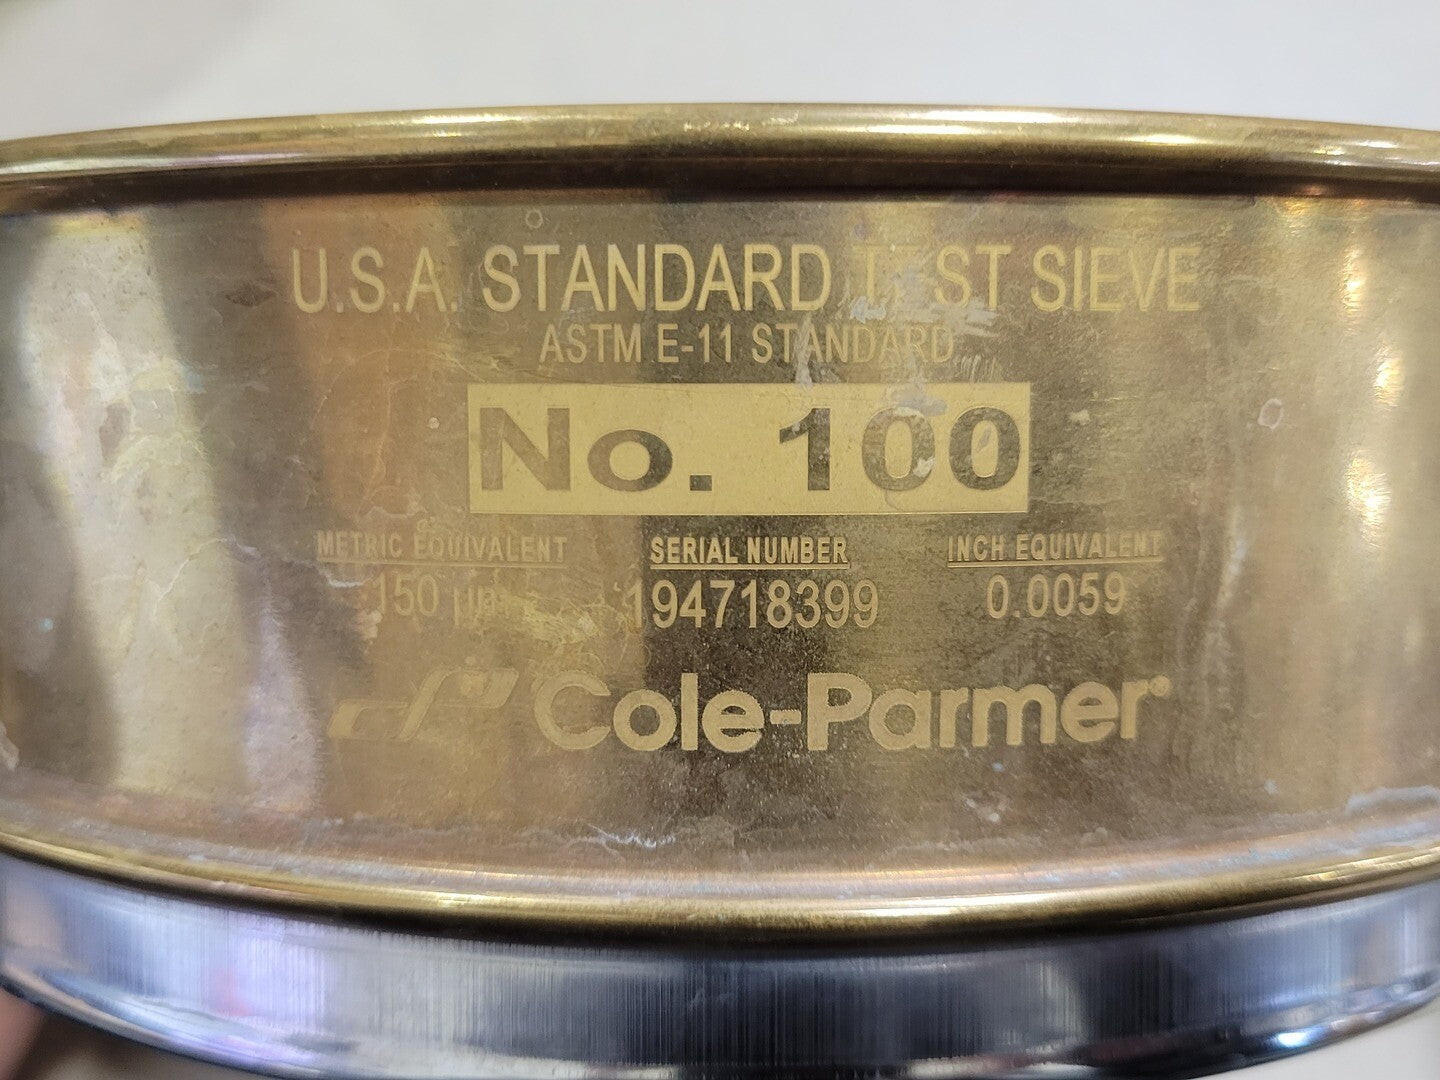 U.S.A. STANDARD TEST SIEVE
ASTM E-11 STANDARD
No. 100
METRIC EQUIVALENT SERIAL NUMBER INCH EQUIVALENT
150 µm 194718399 0.0059
Cole-Parmer®